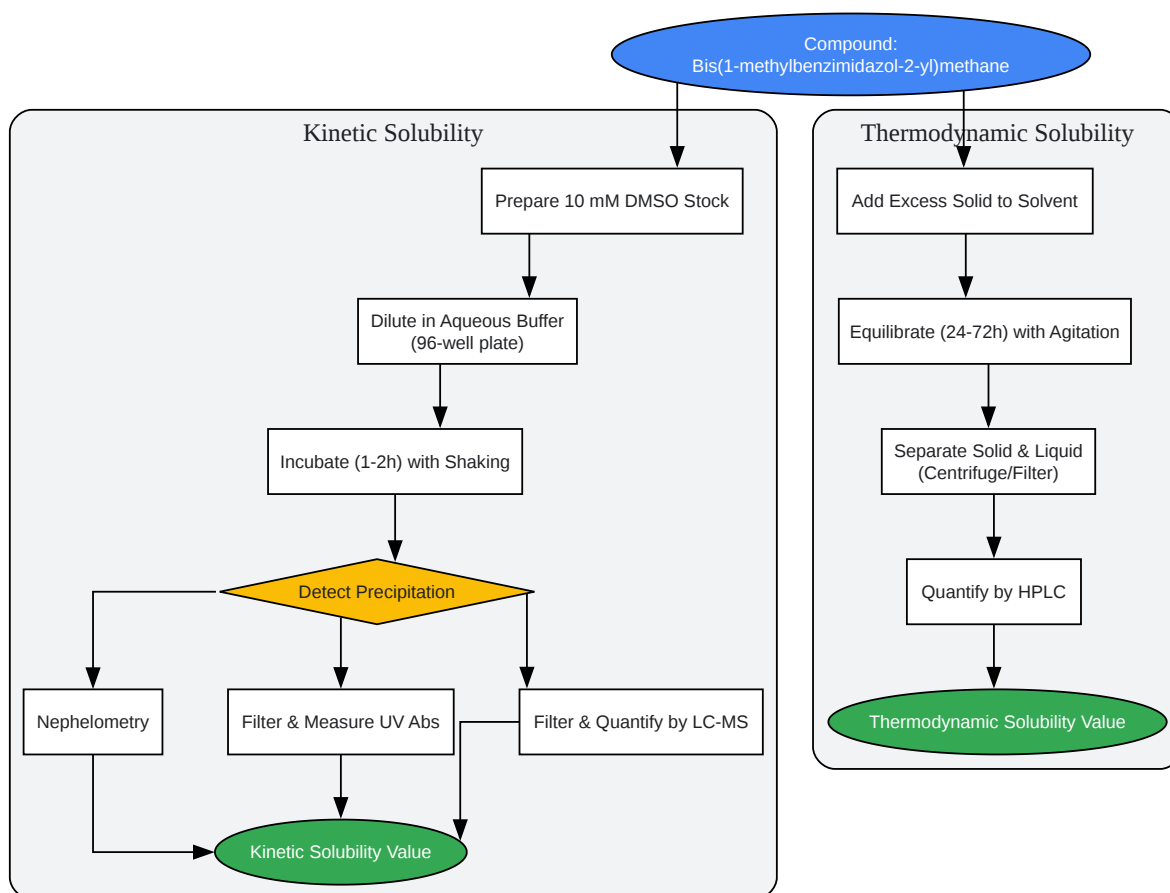 Compound:
Bis(1-methylbenzimidazol-2-yl)methane
Kinetic Solubility
Prepare 10 mM DMSO Stock
Dilute in Aqueous Buffer
(96-well plate)
Incubate (1-2h) with Shaking
Detect Precipitation
Nephelometry
Filter & Measure UV Abs
Filter & Quantify by LC-MS
Kinetic Solubility Value
Thermodynamic Solubility
Add Excess Solid to Solvent
Equilibrate (24-72h) with Agitation
Separate Solid & Liquid
(Centrifuge/Filter)
Quantify by HPLC
Thermodynamic Solubility Value